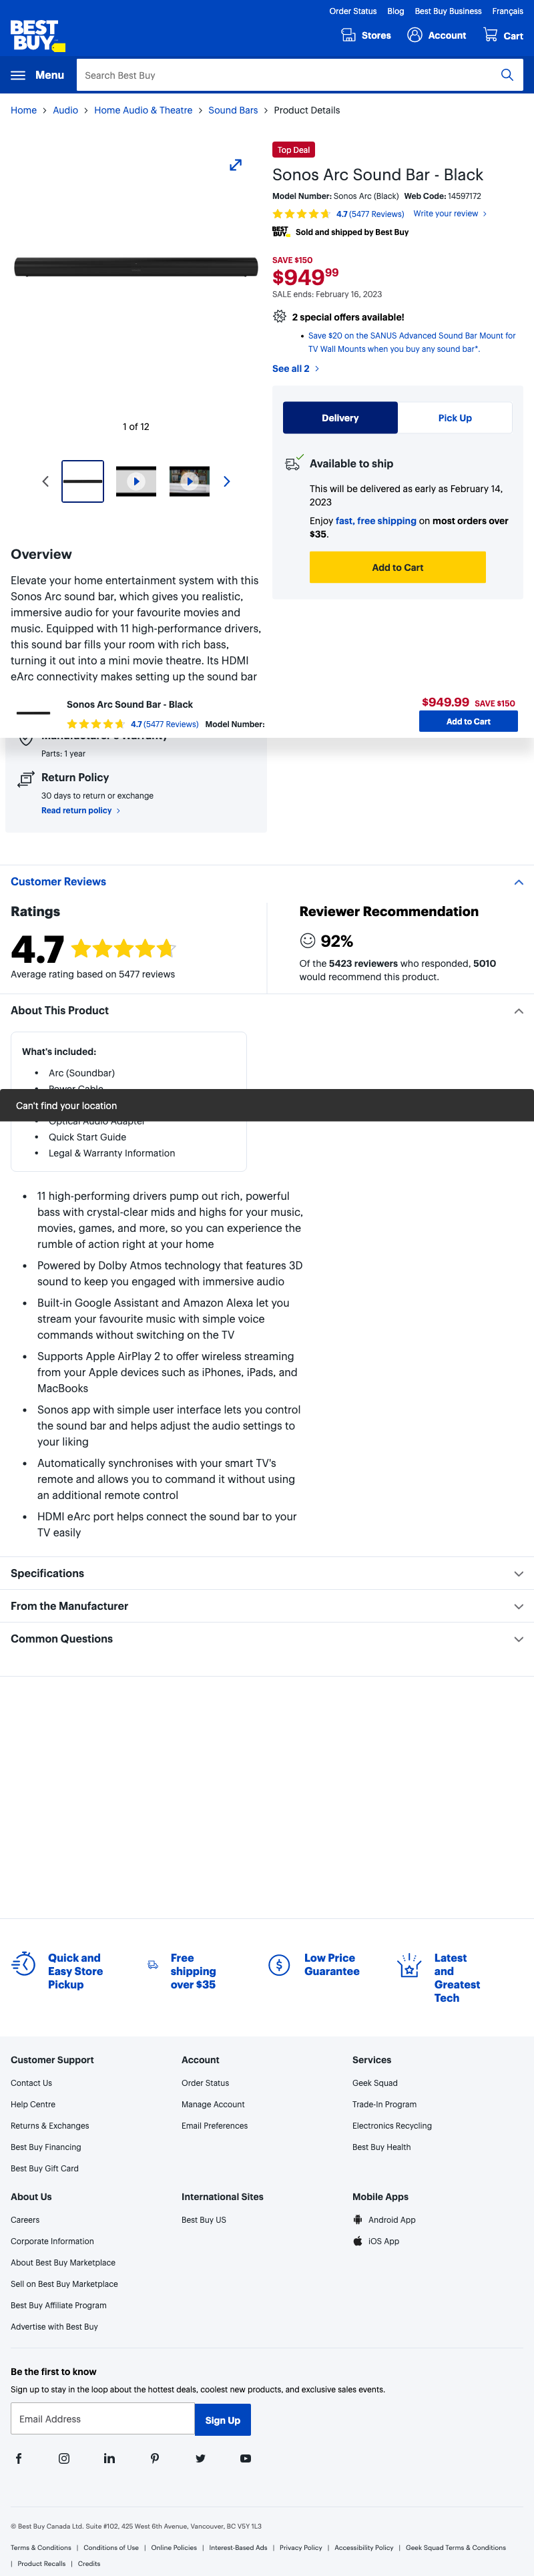 Order Status Blog Best Buy Business Français
BEST BUY
Stores Account Cart
Menu Search Best Buy
Home Audio Home Audio & Theatre Sound Bars Product Details
Top Deal
Sonos Arc Sound Bar - Black
Model Number: Sonos Arc (Black) Web Code: 14597172
4.7 (5477 Reviews) Write your review
BEST BUY Sold and shipped by Best Buy
SAVE $150
$949.99
SALE ends: February 16, 2023
2 special offers available!
• Save $20 on the SANUS Advanced Sound Bar Mount for
TV Wall Mounts when you buy any sound bar*.
See all 2
1 of 12
Delivery Pick Up
Available to ship
This will be delivered early as February 14,
2023
Enjoy fast, free shipping on most orders over
$35.
Add to Cart
Overview
Elevate your home entertainment system with this
Sonos Arc sound bar, which gives you realistic,
immersive audio for your favourite movies and
music. Equipped with 11 high-performance drivers,
this sound bar fills your room with rich bass,
turning it out into a mini movie theatre. Its HDMI
eArc connectivity makes setting up the sound bar
Sonos Arc Sound Bar - Black
4.7 (5477 Reviews) Model Number:
$949.99 SAVE $150
Add to Cart
Manufacturer's Warranty
Parts: 1 year
Return Policy
30 days to return or exchange
Read return policy
Customer Reviews
Ratings
4.7
Average rating based on 5477 reviews
Reviewer Recommendation
92%
Of the 5423 reviewers who responded, 5010
would recommend this product.
About This Product
What's included:
• Arc (Soundbar)
• Power Cable
Can't find your location
Optical Audio Adapter
• Quick Start Guide
• Legal & Warranty Information
• 11 high-performing drivers pump out rich, powerful
bass with crystal-clear mids and highs for your music,
movies, games, and more, so you can experience the
rumble of action right at your home
• Powered by Dolby Atmos technology that features 3D
sound to keep you engaged with immersive audio
• Built-in Google Assistant and Amazon Alexa let you
stream your favourite music with simple voice
commands without switching on the TV
• Supports Apple AirPlay 2 to offer wireless streaming
from your Apple devices such as iPhones, iPads, and
MacBooks
• Sonos app with simple user interface lets you control
the sound bar and helps adjust the audio settings to
your liking
• Automatically synchronises with your smart TV's
remote and allows you to command it without using
an additional remote control
• HDMI eArc port helps connect the sound bar to your
TV easily
Specifications
From the Manufacturer
Common Questions
Quick and
Easy Store
Pickup
Free
shipping
over $35
Low Price
Guarantee
Latest
and
Greatest
Tech
Customer Support
Contact Us
Help Centre
Returns & Exchanges
Best Buy Financing
Best Buy Gift Card
Account
Order Status
Manage Account
Email Preferences
Services
Geek Squad
Trade-In Program
Electronics Recycling
Best Buy Health
About Us
Careers
Corporate Information
About Best Buy Marketplace
Sell on Best Buy Marketplace
Best Buy Affiliate Program
Advertise with Best Buy
International Sites
Best Buy US
Mobile Apps
Android App
iOS App
Be the first to know
Sign up to stay in the loop about the hottest deals, coolest new products, and exclusive sales events.
Email Address Sign Up
© Best Buy Canada Ltd. Suite #102, 425 West 6th Avenue, Vancouver, BC V5Y 1L3
Terms & Conditions | Conditions of Use | Online Policies | Interest-Based Ads | Privacy Policy | Accessibility Policy | Geek Squad Terms & Conditions
| Product Recalls | Credits